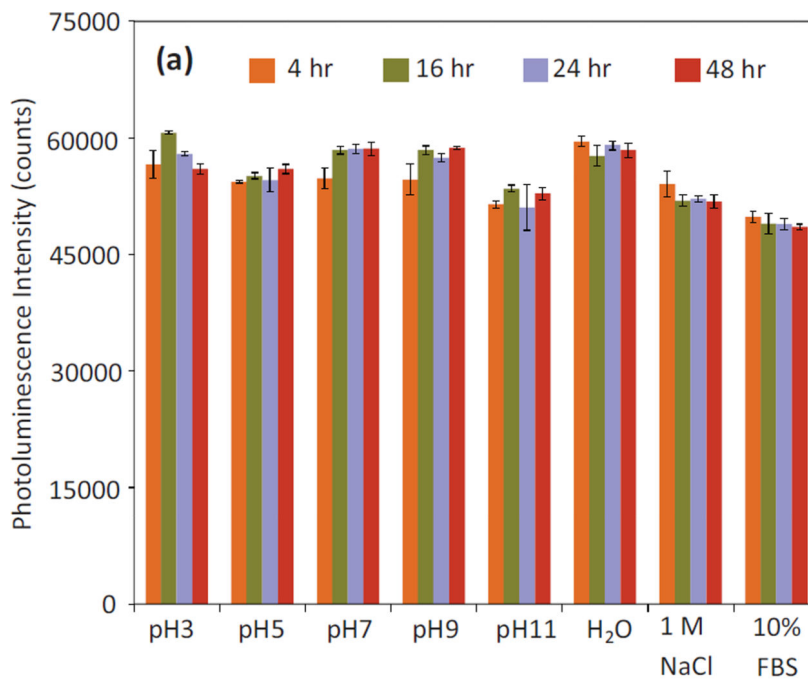 75000
(a)
4 hr 16 hr 24 hr 48 hr
60000
45000
30000
15000
0
Photoluminescence Intensity (counts)
pH3 pH5 pH7 pH9 pH11 H₂O 1 M 10%
NaCl FBS